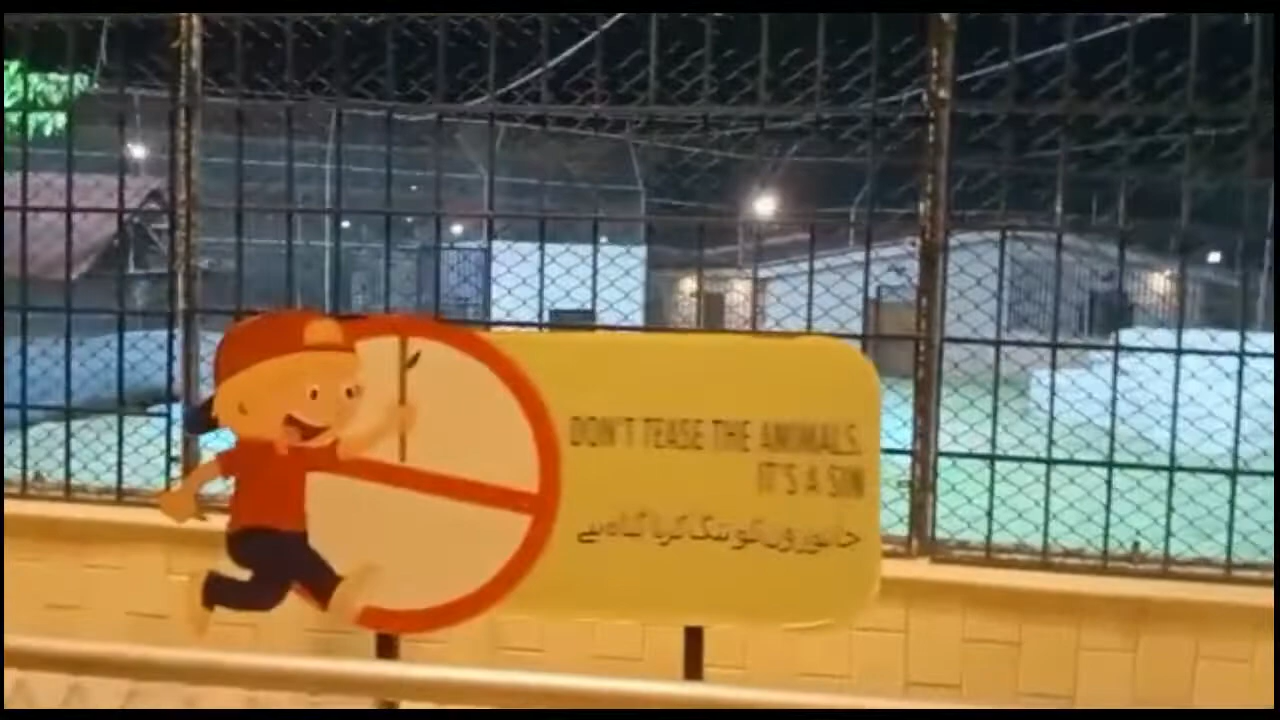 DON'T TEASE THE ANIMALS.
IT'S A SIN
جانوروں کو تنگ کرنا گناہ ہے